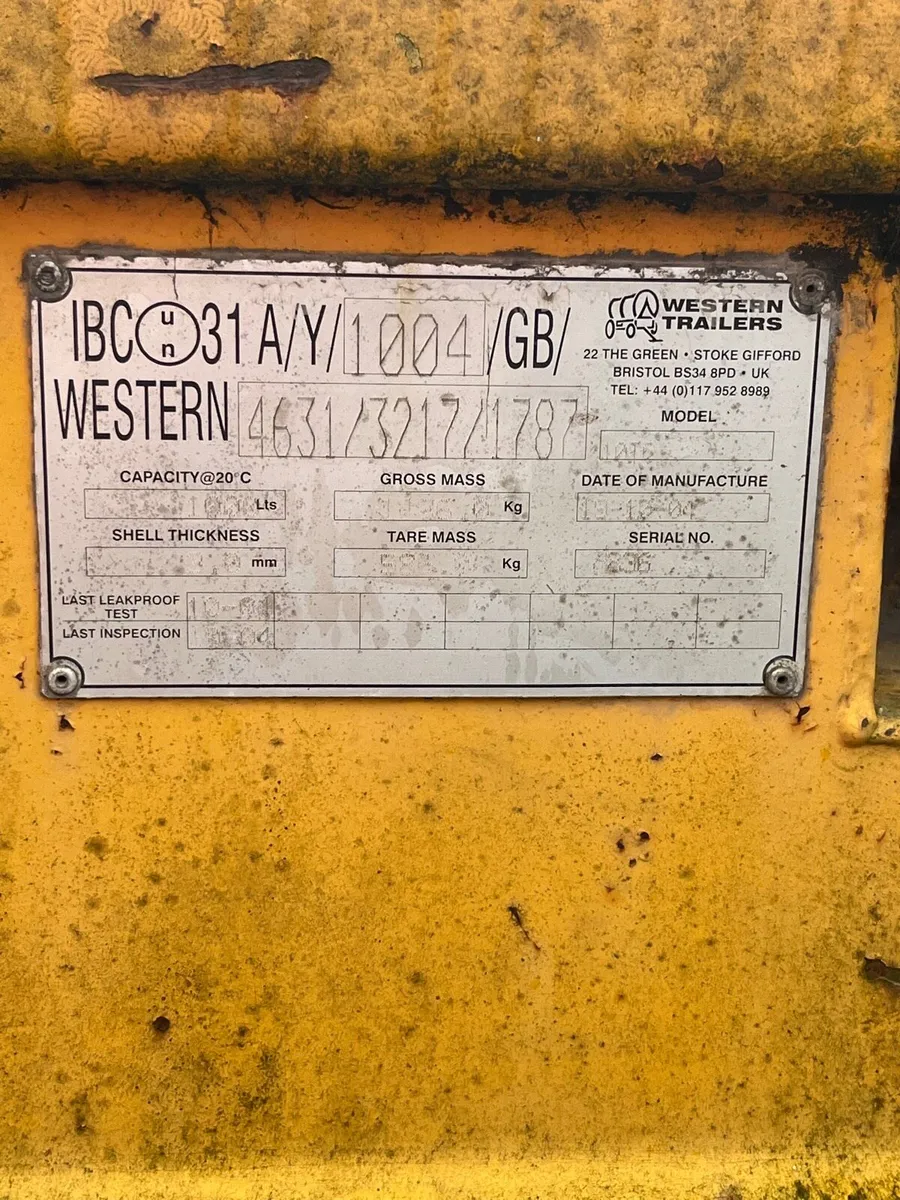 IBC un 31 A/Y/ 1004 /GB/
WESTERN 4631/3217/1787
WESTERN
TRAILERS
22 THE GREEN • STOKE GIFFORD
BRISTOL BS34 8PD • UK
TEL: +44 (0)117 952 8989
MODEL
CAPACITY@20°C
Lts
GROSS MASS
Kg
DATE OF MANUFACTURE
SHELL THICKNESS
mm
TARE MASS
Kg
SERIAL NO.
LAST LEAKPROOF
TEST
LAST INSPECTION